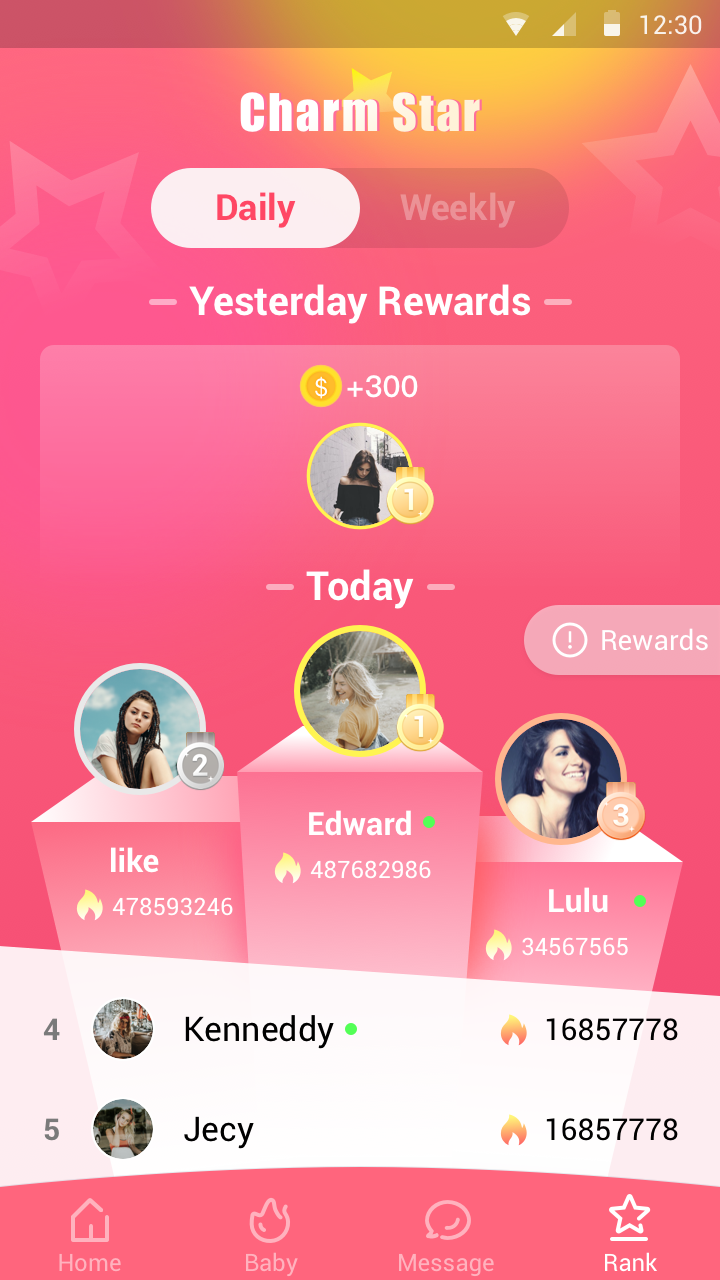 12:30
Charm Star
Daily Weekly
Yesterday Rewards
$ +300
1
Today
Rewards
1
2
3
Edward
487682986
like
478593246
Lulu
34567565
4 Kenneddy 16857778
5 Jecy 16857778
Home Baby Message Rank